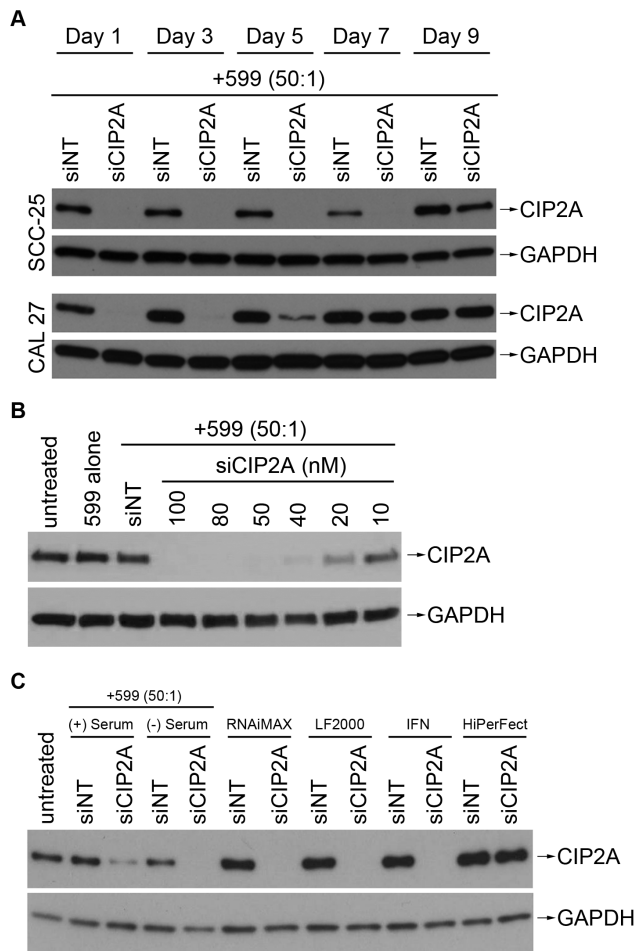 A
Day 1 Day 3 Day 5 Day 7 Day 9
+599 (50:1)
siNT siCIP2A siNT siCIP2A siNT siCIP2A siNT siCIP2A siNT siCIP2A
SCC-25
→CIP2A
→GAPDH
CAL 27
→CIP2A
→GAPDH
B
+599 (50:1)
siCIP2A (nM)
untreated 599 alone siNT 100 80 50 40 20 10
→CIP2A
→GAPDH
C
+599 (50:1)
(+) Serum (-) Serum RNAiMAX LF2000 IFN HiPerFect
untreated siNT siCIP2A siNT siCIP2A siNT siCIP2A siNT siCIP2A siNT siCIP2A siNT siCIP2A
→CIP2A
→GAPDH